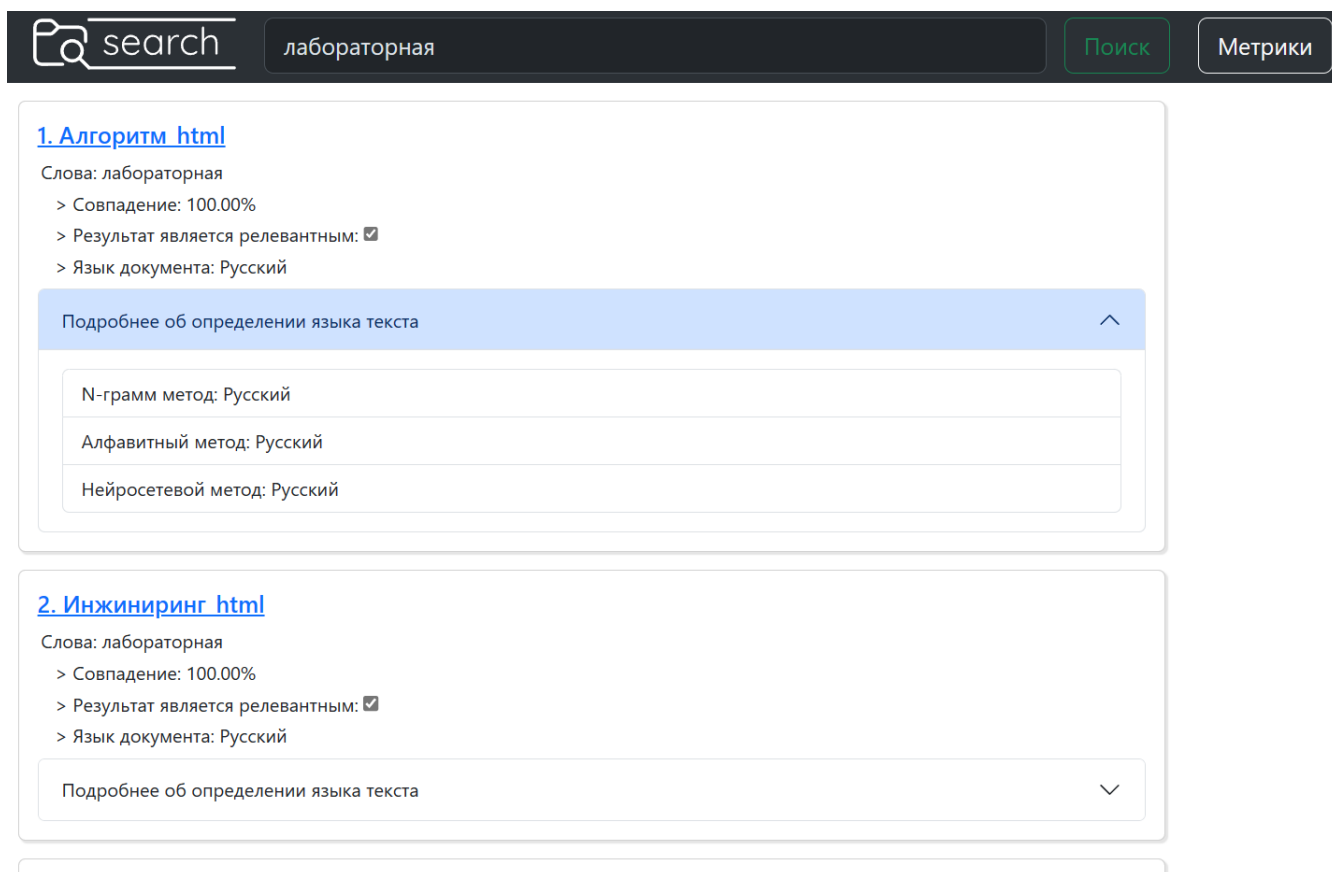 search лабораторная Поиск Метрики
1. Алгоритм_html
Слова: лабораторная
> Совпадение: 100.00%
> Результат является релевантным:
> Язык документа: Русский
Подробнее об определении языка текста
N-грамм метод: Русский
Алфавитный метод: Русский
Нейросетевой метод: Русский
2. Инжиниринг_html
Слова: лабораторная
> Совпадение: 100.00%
> Результат является релевантным:
> Язык документа: Русский
Подробнее об определении языка текста